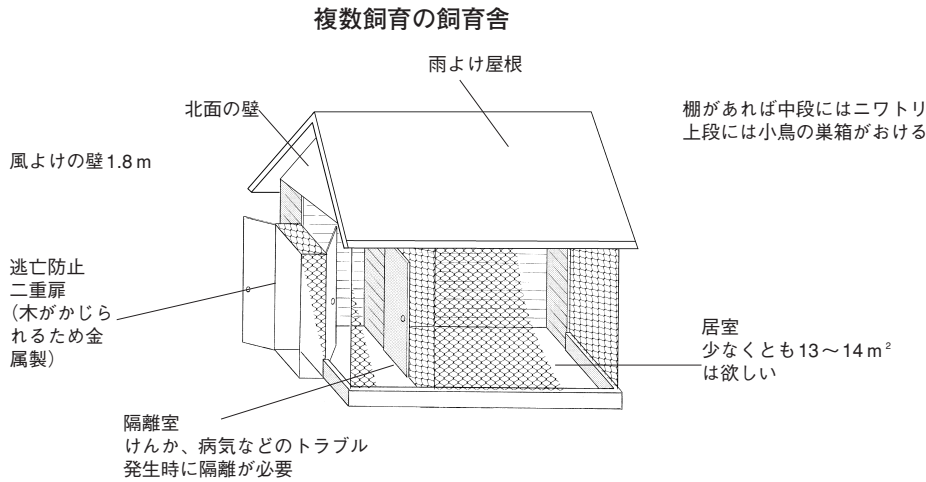 複数飼育の飼育舎
雨よけ屋根
北面の壁
棚があれば中段にはニワトリ
上段には小鳥の巣箱がおける
風よけの壁1.8m
逃亡防止
二重扉
（木がかじら
れるため金
属製）
居室
少なくとも13〜14m²
は欲しい
隔離室
けんか、病気などのトラブル
発生時に隔離が必要